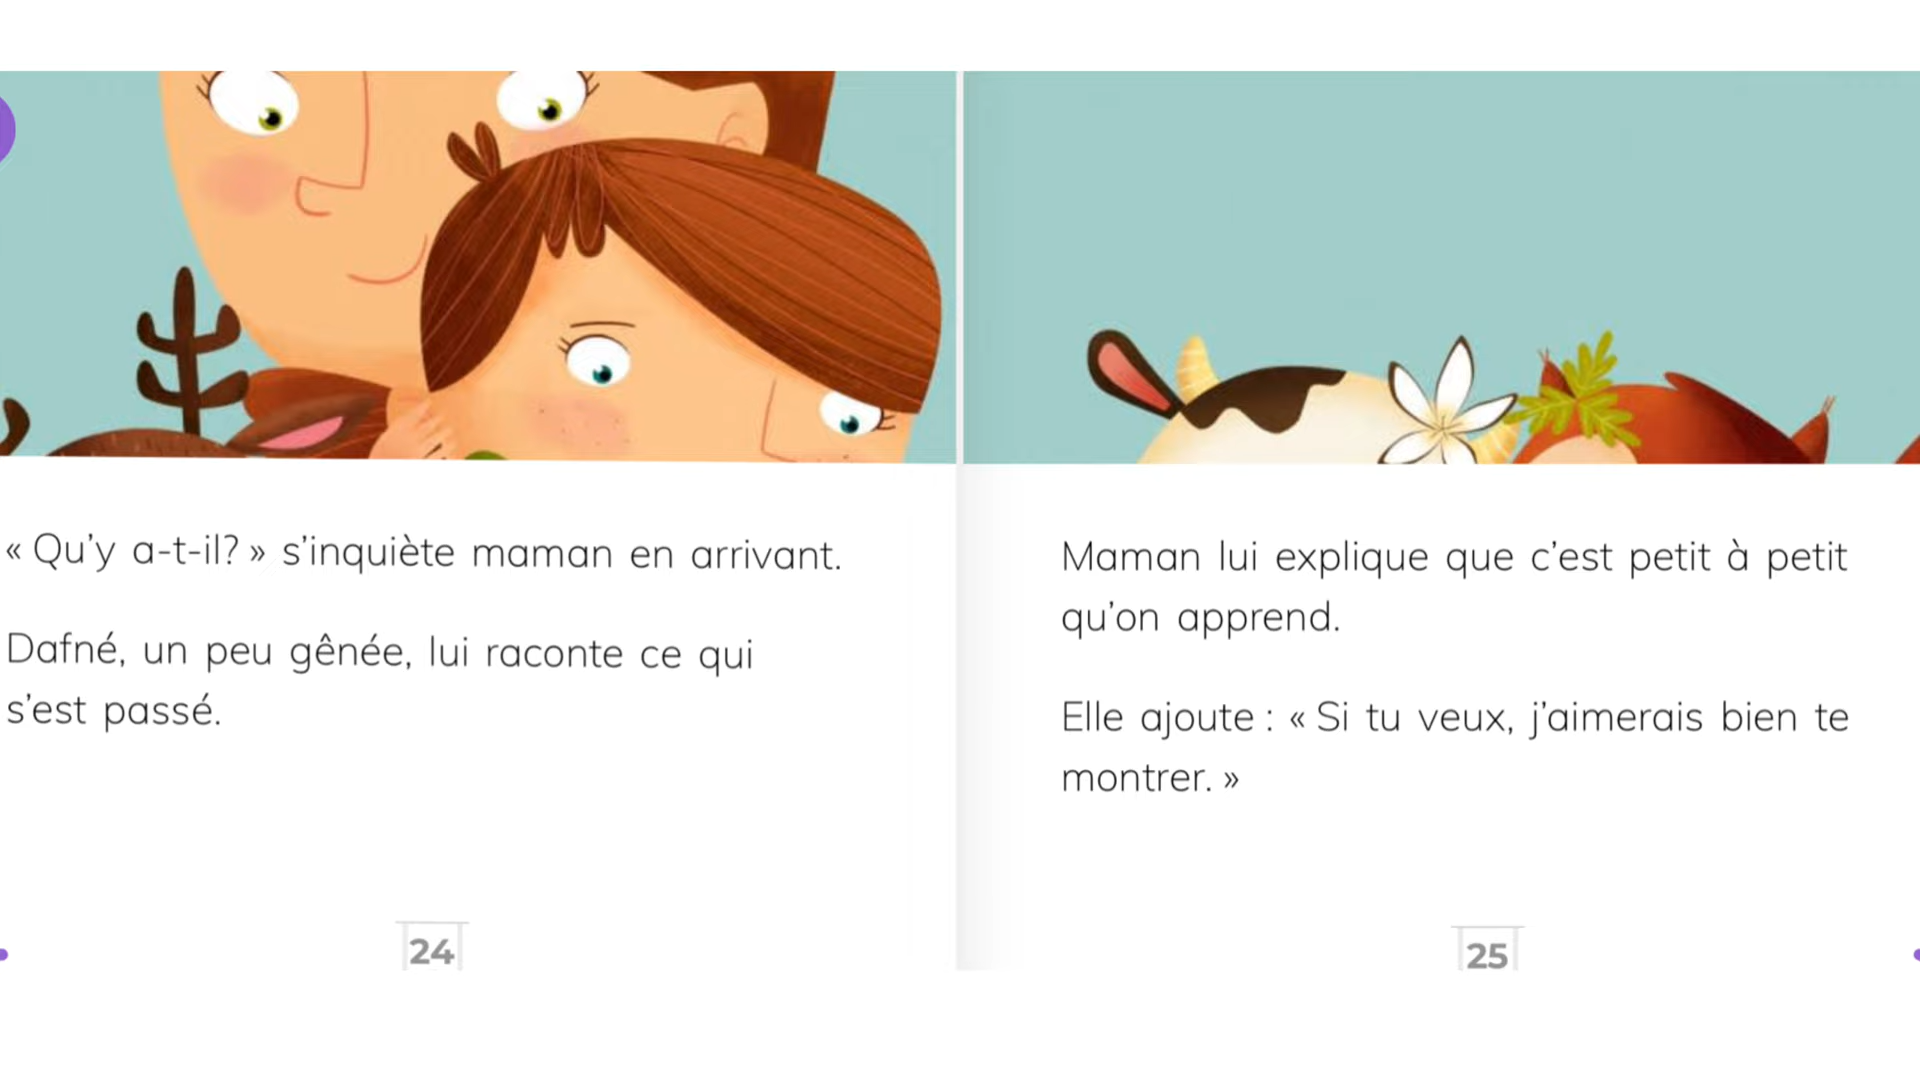 « Qu’y a-t-il? » s’inquiète maman en arrivant.
Dafné, un peu gênée, lui raconte ce qui
s’est passé.
24
Maman lui explique que c’est petit à petit
qu’on apprend.
Elle ajoute : « Si tu veux, j’aimerais bien te
montrer. »
25